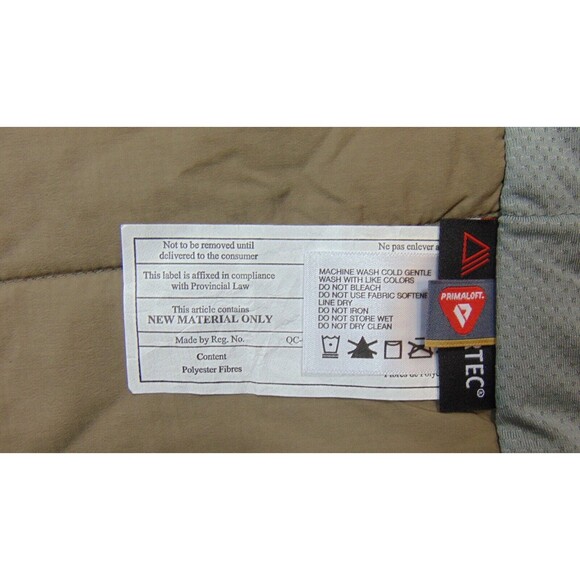 Not to be removed until
delivered to the consumer
Ne pas enlever
This label is affixed in compliance
with Provincial Law
This article contains
NEW MATERIAL ONLY
Made by Reg. No. QC-
Content
Polyester Fibres
MACHINE WASH COLD GENTLE
WASH WITH LIKE COLORS
DO NOT BLEACH
DO NOT USE FABRIC SOFTENE
LINE DRY
DO NOT IRON
DO NOT STORE WET
DO NOT DRY CLEAN
PRIMALOFT.
TEC®